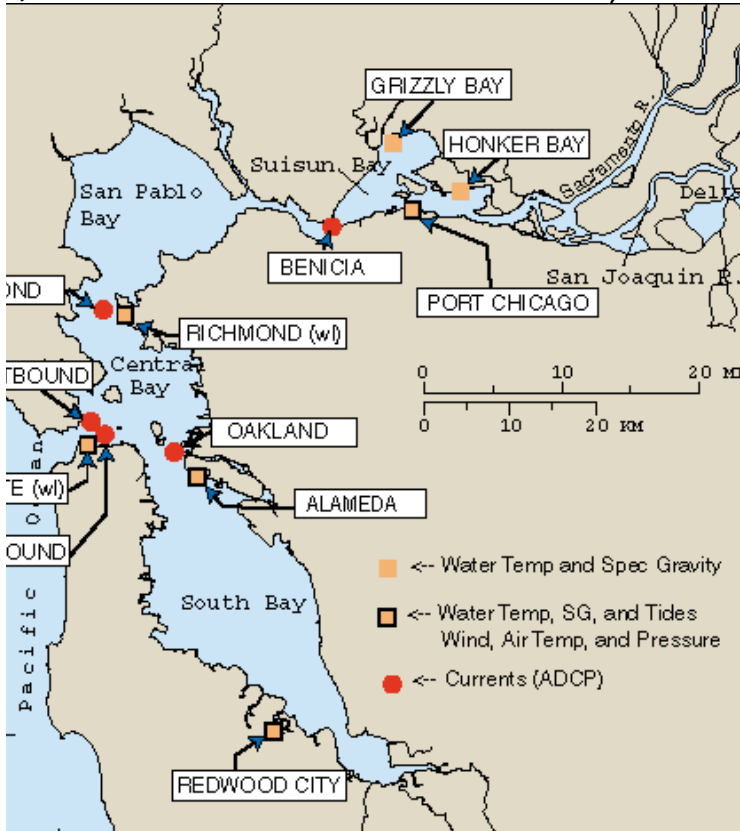 GRIZZLY BAY
HONKER BAY
Suisun Bay
Sacramento R.
San Pablo
Bay
Delta
BENICIA
San Joaquin R.
OND
PORT CHICAGO
RICHMOND (wl)
Central
Bay
TBOUND
0 10 20 MI
0 10 20 KM
OAKLAND
TE (wl)
ALAMEDA
OUND
Pacific Ocean
<-- Water Temp and Spec Gravity
South Bay
<-- Water Temp, SG, and Tides
Wind, Air Temp, and Pressure
<-- Currents (ADCP)
REDWOOD CITY